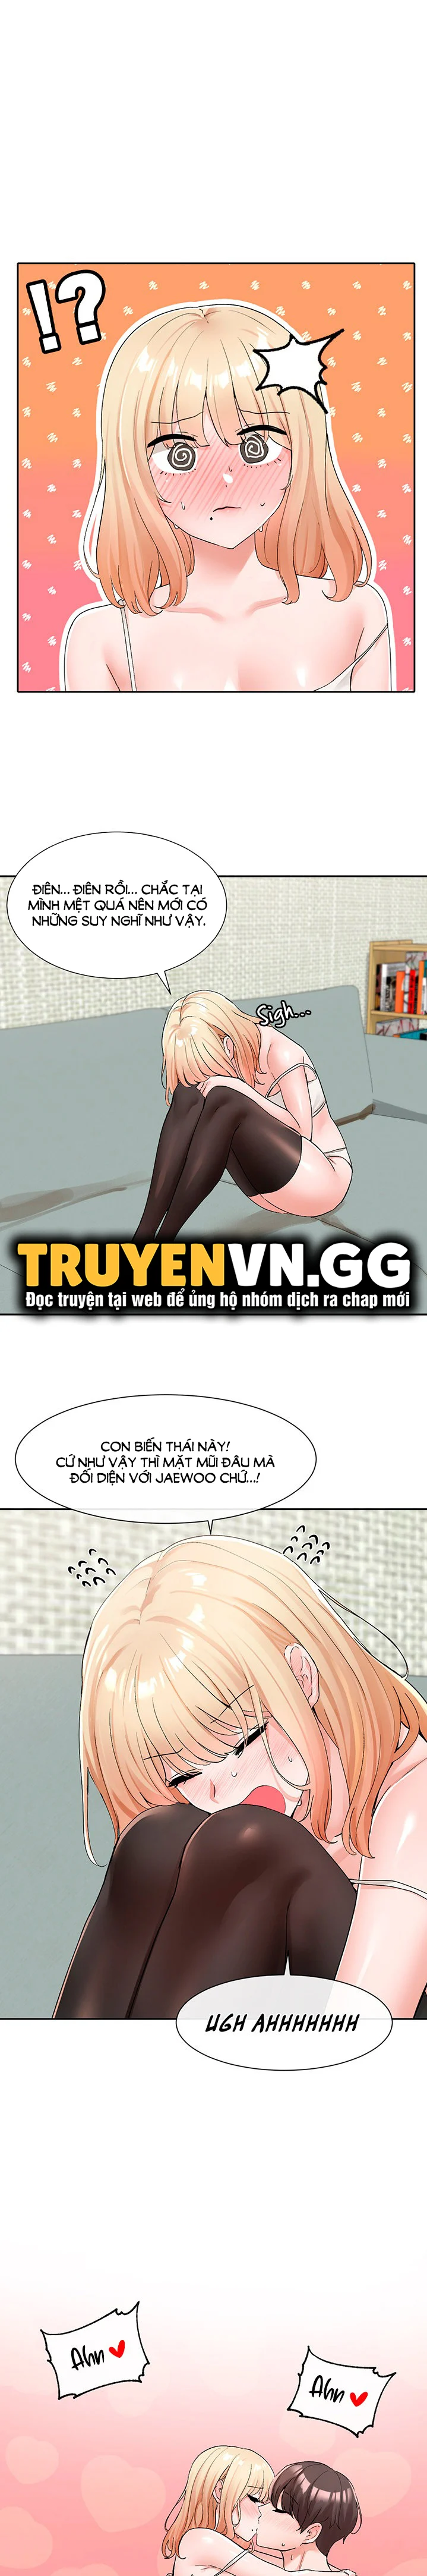 !?
ĐIÊN... ĐIÊN RỒI... CHẮC TẠI
MÌNH MỆT QUÁ NÊN MỚI CÓ
NHỮNG SUY NGHĨ NHƯ VẬY.
Sigh...
TRUYENVN.GG
Đọc truyện tại web để ủng hộ nhóm dịch ra chap mới
CON BIẾN THÁI NÀY!
CỨ NHƯ VẬY THÌ MẶT MŨI ĐÂU MÀ
ĐỐI DIỆN VỚI JAEWOO CHỨ...!
UGH AHHHHHHH
Ahn ♥
Ahn ♥